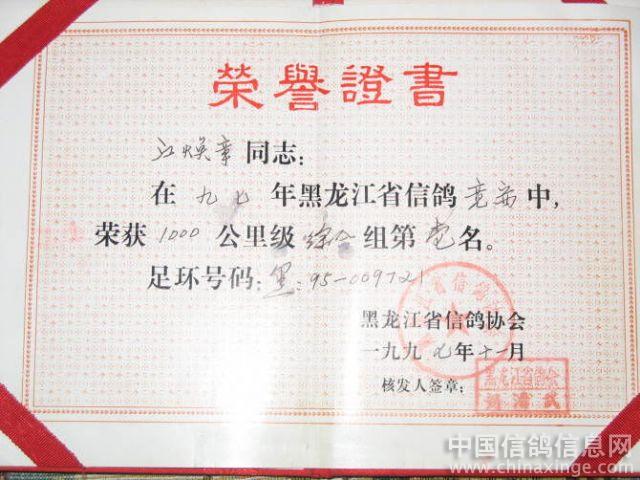 榮譽證書
江焕章 同志：
在 九七 年黑龙江省信鸽 竞赛 中，
荣获 1000 公里级 综合 组第 壹 名。
足环号码：黑：95-009721
黑龙江省信鸽协会
一九九七年十一月
核发人签章：
中国信鸽信息网
www.chinaxinge.com